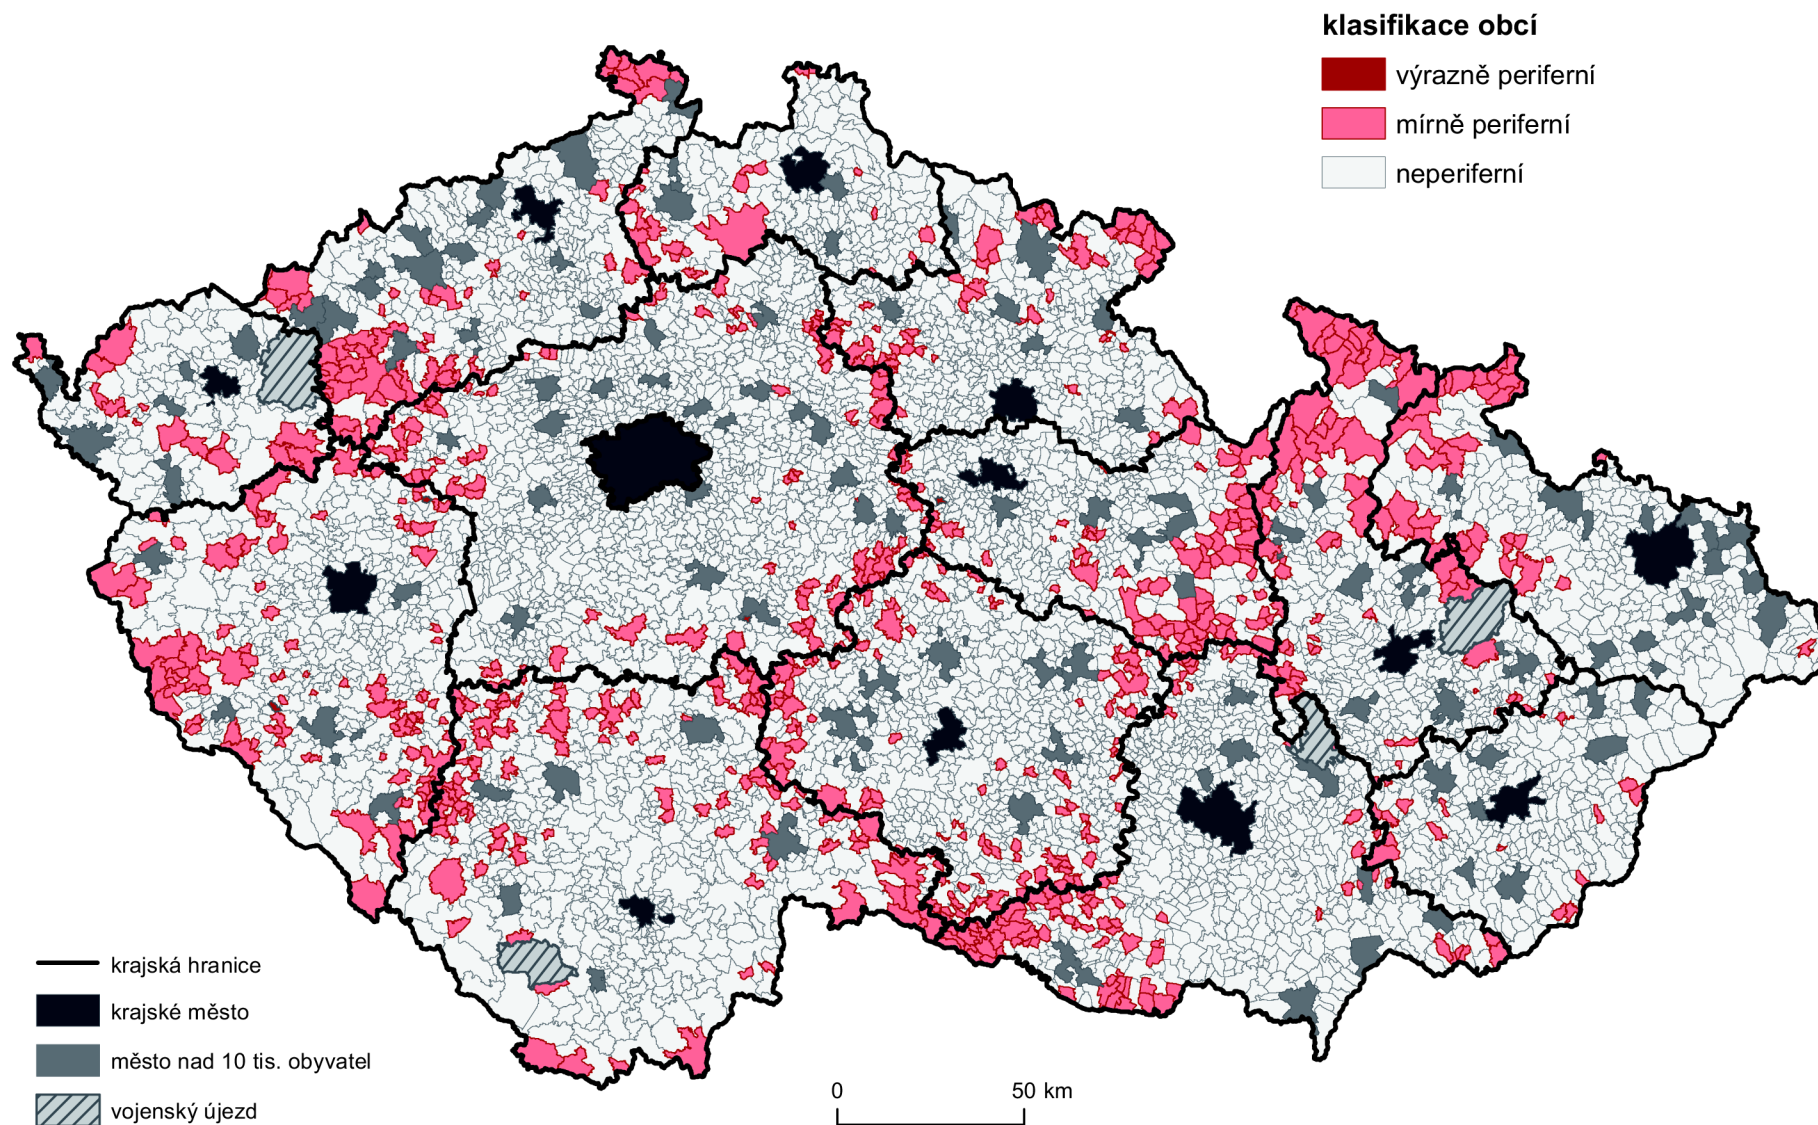 klasifikace obcí
výrazně periferní
mírně periferní
neperiferní
krajská hranice
krajské město
město nad 10 tis. obyvatel
vojenský újezd
0 50 km